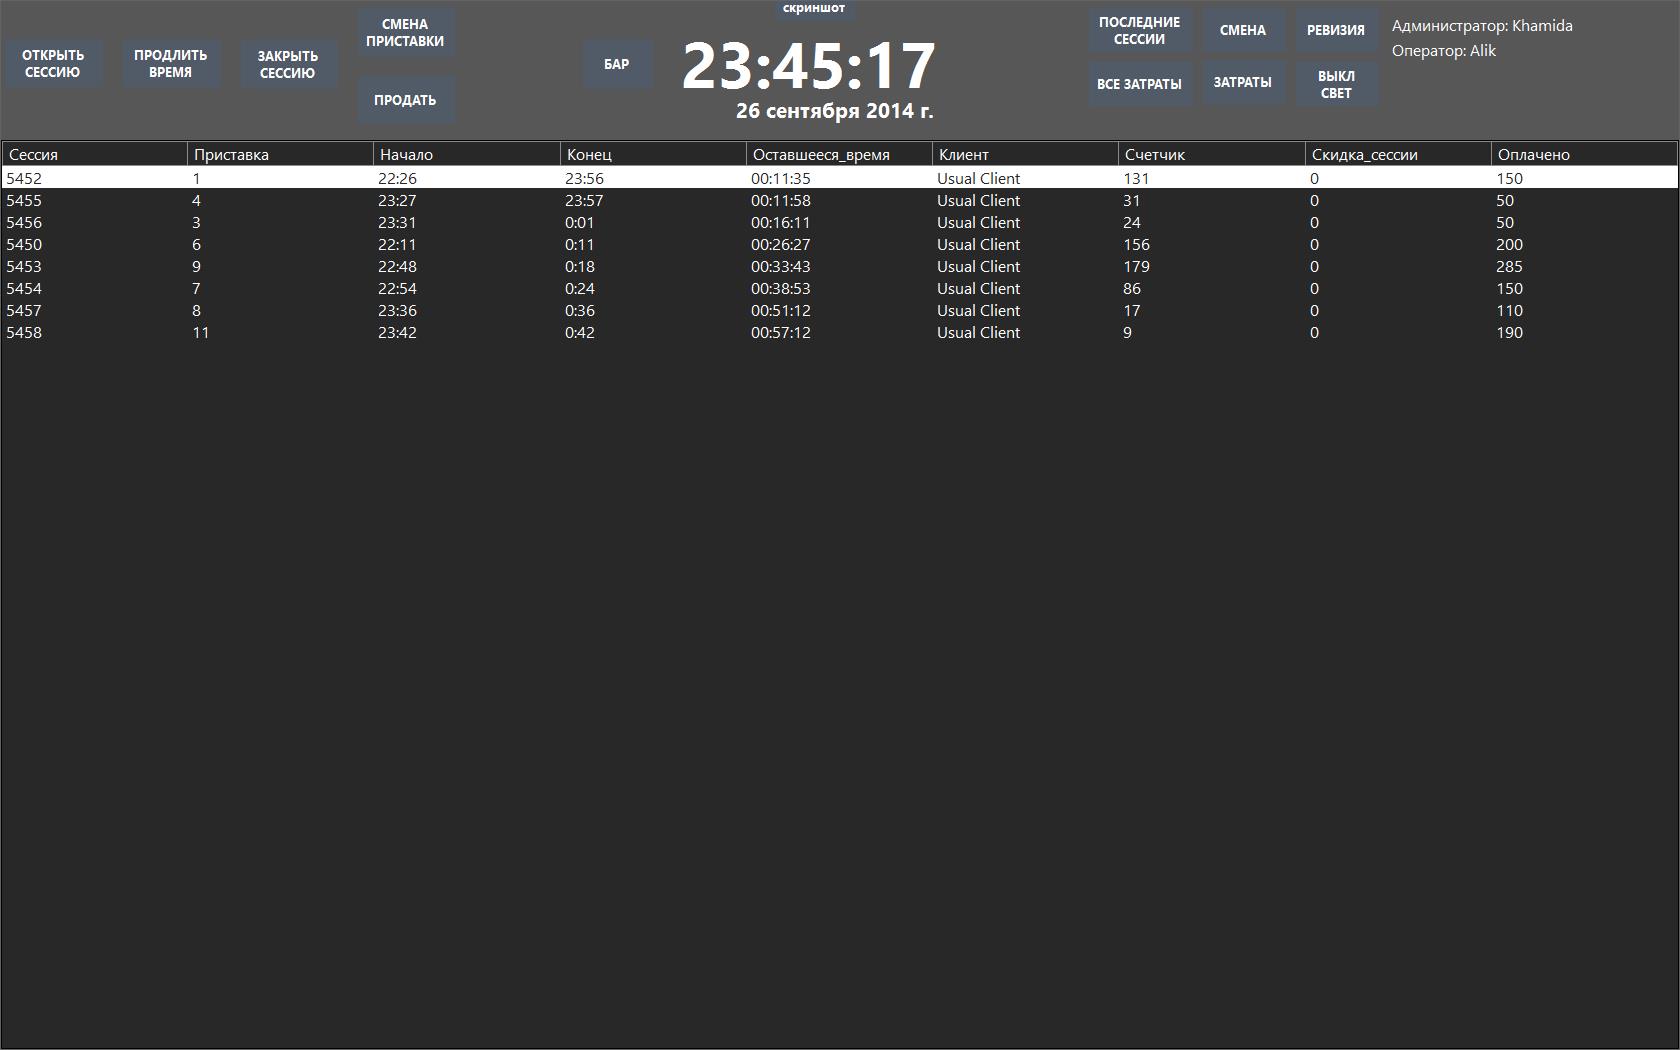 скриншот
ОТКРЫТЬ
СЕССИЮ
ПРОДЛИТЬ
ВРЕМЯ
ЗАКРЫТЬ
СЕССИЮ
СМЕНА
ПРИСТАВКИ
ПРОДАТЬ
БАР
23:45:17
26 сентября 2014 г.
ПОСЛЕДНИЕ
СЕССИИ
СМЕНА
РЕВИЗИЯ
ВСЕ ЗАТРАТЫ
ЗАТРАТЫ
ВЫКЛ
СВЕТ
Администратор: Khamida
Оператор: Alik
Сессия Приставка Начало Конец Оставшееся_время Клиент Счетчик Скидка_сессии Оплачено
5452 1 22:26 23:56 00:11:35 Usual Client 131 0 150
5455 4 23:27 23:57 00:11:58 Usual Client 31 0 50
5456 3 23:31 0:01 00:16:11 Usual Client 24 0 50
5450 6 22:11 0:11 00:26:27 Usual Client 156 0 200
5453 9 22:48 0:18 00:33:43 Usual Client 179 0 285
5454 7 22:54 0:24 00:38:53 Usual Client 86 0 150
5457 8 23:36 0:36 00:51:12 Usual Client 17 0 110
5458 11 23:42 0:42 00:57:12 Usual Client 9 0 190